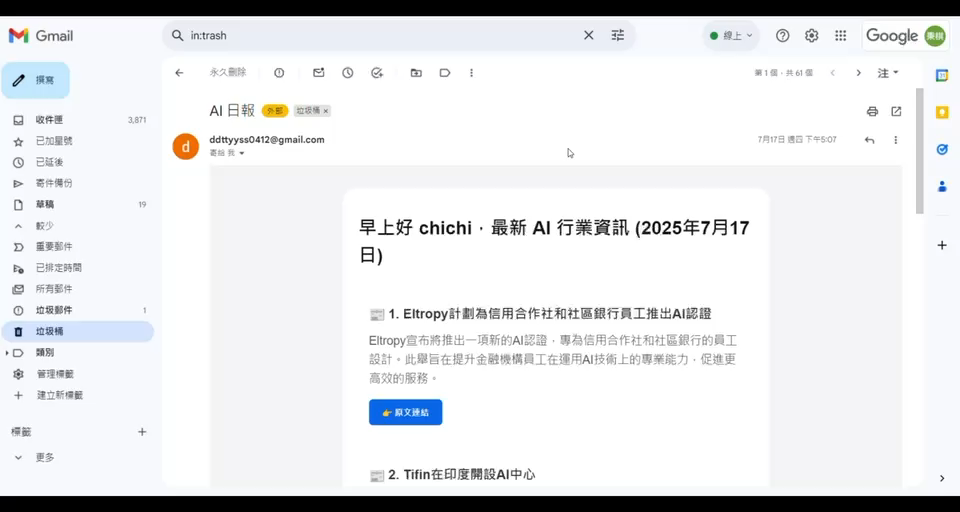 Gmail
in:trash
線上
Google
秉棋
撰寫
永久刪除
第 1 個，共 61 個
注
收件匣 3,871
已加星號
已延後
寄件備份
草稿 19
較少
重要郵件
已排定時間
所有郵件
垃圾郵件 1
垃圾桶
類別
管理標籤
建立新標籤
標籤
更多
AI 日報 外部 垃圾桶 ×
d
ddttyyss0412@gmail.com
7月17日 週四 下午5:07
寄給 我
早上好 chichi，最新 AI 行業資訊 (2025年7月17
日)
1. Eltropy計劃為信用合作社和社區銀行員工推出AI認證
Eltropy宣布將推出一項新的AI認證，專為信用合作社和社區銀行的員工
設計。此舉旨在提升金融機構員工在運用AI技術上的專業能力，促進更
高效的服務。
👉 原文連結
2. Tifin在印度開設AI中心